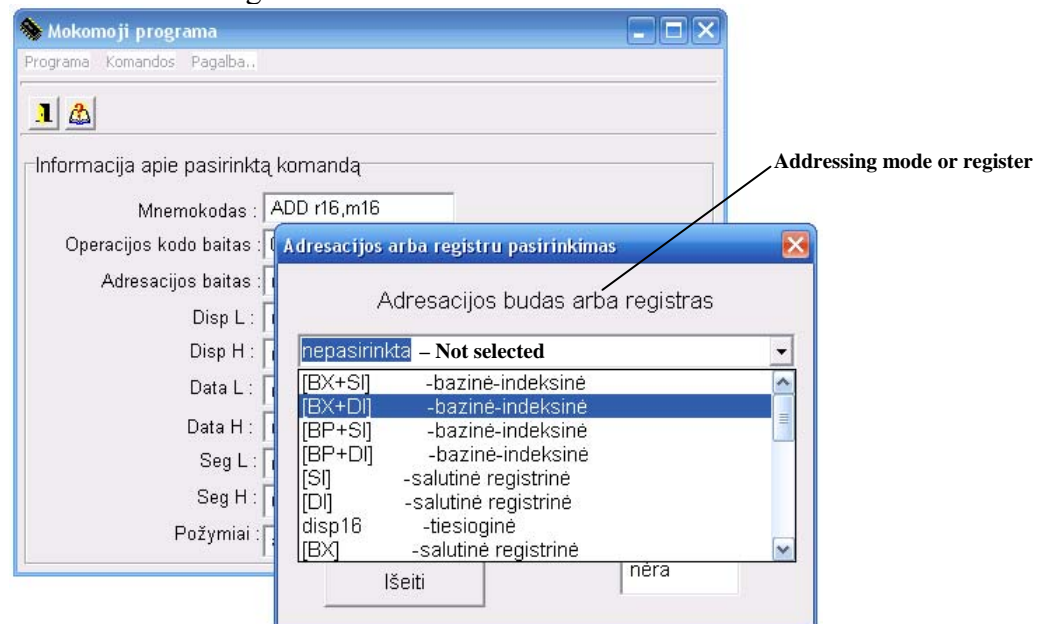 Mokomoji programa
Programa Komandos Pagalba..
Informacija apie pasirinktą komandą
Addressing mode or register
Mnemokodas : ADD r16,m16
Operacijos kodo baitas :
Adresacijos baitas :
Disp L :
Disp H :
Data L :
Data H :
Seg L :
Seg H :
Požymiai :
Adresacijos arba registru pasirinkimas
Adresacijos budas arba registras
nepasirinkta – Not selected
[BX+SI] -bazinė-indeksinė
[BX+DI] -bazinė-indeksinė
[BP+SI] -bazinė-indeksinė
[BP+DI] -bazinė-indeksinė
[SI] -salutinė registrinė
[DI] -salutinė registrinė
disp16 -tiesioginė
[BX] -salutinė registrinė
Išeiti
nėra